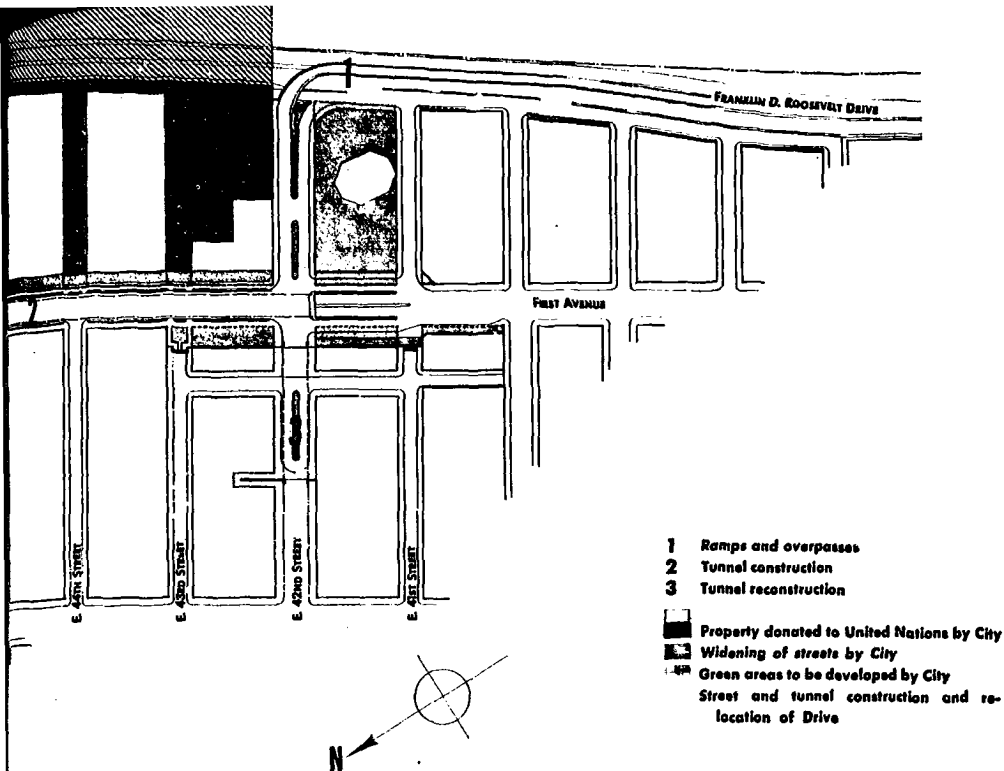 1
FRANKLIN D. ROOSEVELT DRIVE
2
FIRST AVENUE
E. 44TH STREET
E. 43RD STREET
E. 42ND STREET
E. 41ST STREET
1 Ramps and overpasses
2 Tunnel construction
3 Tunnel reconstruction
Property donated to United Nations by City
Widening of streets by City
Green areas to be developed by City
Street and tunnel construction and re-
location of Drive
N